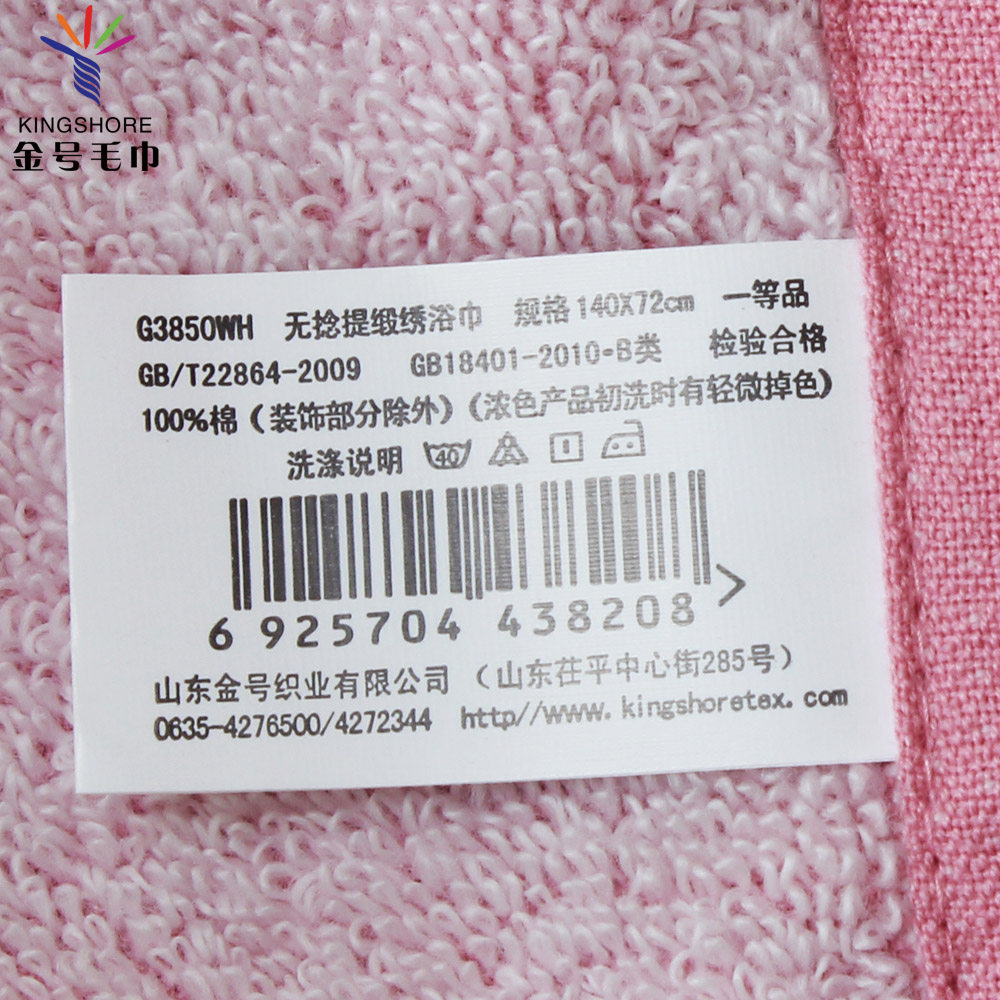 KINGSHORE
金号毛巾
G3850WH 无捻提缎绣浴巾 规格140X72cm 一等品
GB/T22864-2009 GB18401-2010·B类 检验合格
100%棉（装饰部分除外）（浓色产品初洗时有轻微掉色）
洗涤说明 40
6 925704 438208 >
山东金号织业有限公司 （山东茌平中心街285号）
0635-4276500/4272344 http//www.kingshoretex.com